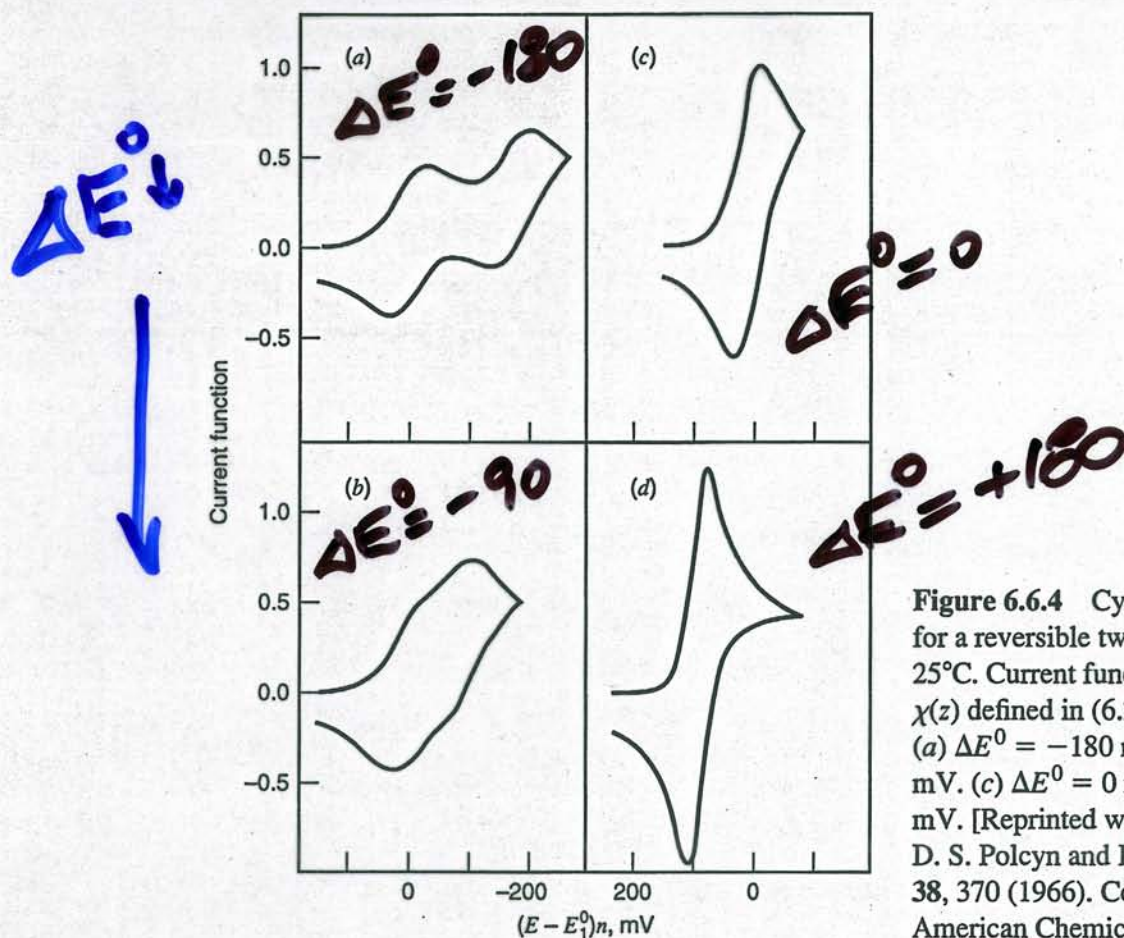 ΔE⁰↓
Current function
(a)
ΔE⁰= -180
1.0
0.5
0.0
-0.5
(c)
ΔE⁰= 0
(b)
ΔE⁰= -90
1.0
0.5
0.0
-0.5
0
-200
(d)
ΔE⁰= +180
200
0
(E − E₁⁰)n, mV
Figure 6.6.4 Cy
for a reversible tw
25°C. Current func
χ(z) defined in (6.
(a) ΔE⁰ = −180 r
mV. (c) ΔE⁰ = 0 r
mV. [Reprinted w
D. S. Polcyn and I
38, 370 (1966). Co
American Chemic